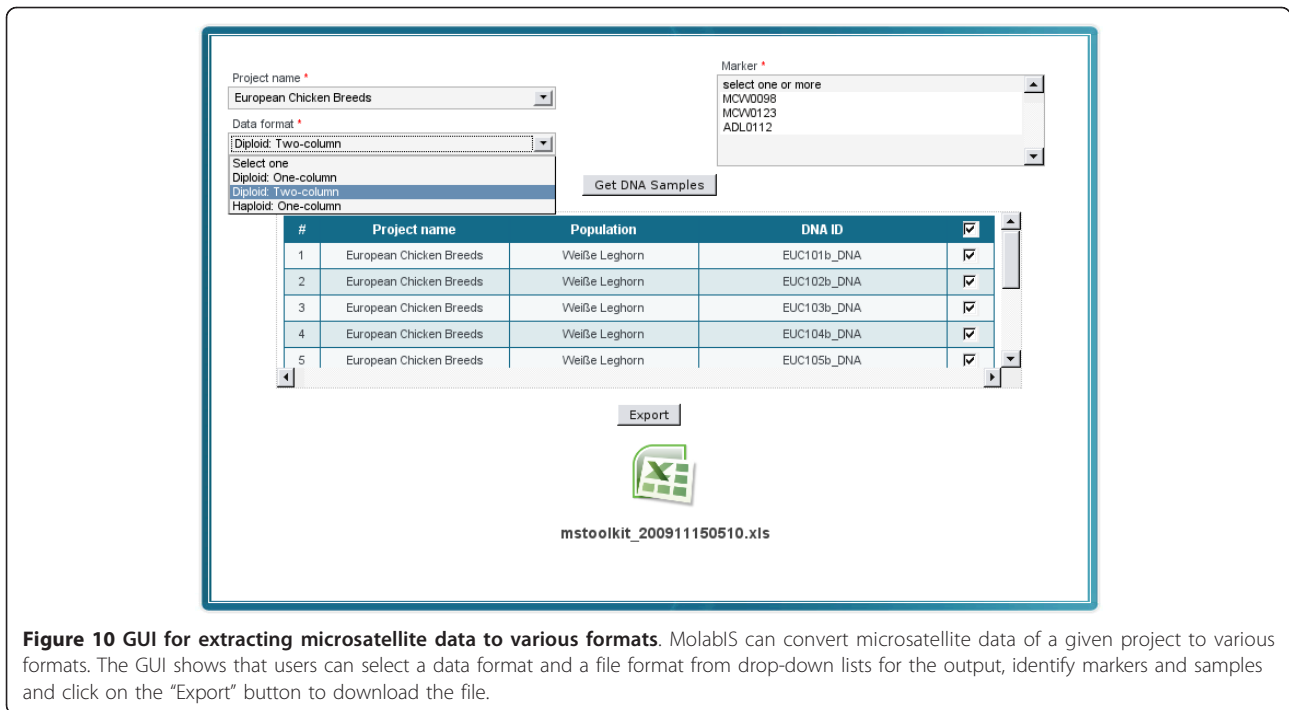 Project name *
European Chicken Breeds
Data format *
Diploid: Two-column
Select one
Diploid: One-column
Diploid: Two-column
Haploid: One-column
Marker *
select one or more
MCW0098
MCW0123
ADL0112
Get DNA Samples
# Project name Population DNA ID
1 European Chicken Breeds Weiße Leghorn EUC101b_DNA
2 European Chicken Breeds Weiße Leghorn EUC102b_DNA
3 European Chicken Breeds Weiße Leghorn EUC103b_DNA
4 European Chicken Breeds Weiße Leghorn EUC104b_DNA
5 European Chicken Breeds Weiße Leghorn EUC105b_DNA
Export
mstoolkit_200911150510.xls
Figure 10 GUI for extracting microsatellite data to various formats. MolabIS can convert microsatellite data of a given project to various
formats. The GUI shows that users can select a data format and a file format from drop-down lists for the output, identify markers and samples
and click on the “Export” button to download the file.